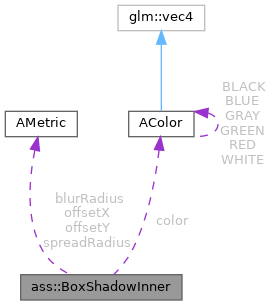 glm::vec4
BLACK
BLUE
GRAY
GREEN
RED
WHITE
AMetric
AColor
blurRadius
offsetX
offsetY
spreadRadius
color
ass::BoxShadowInner